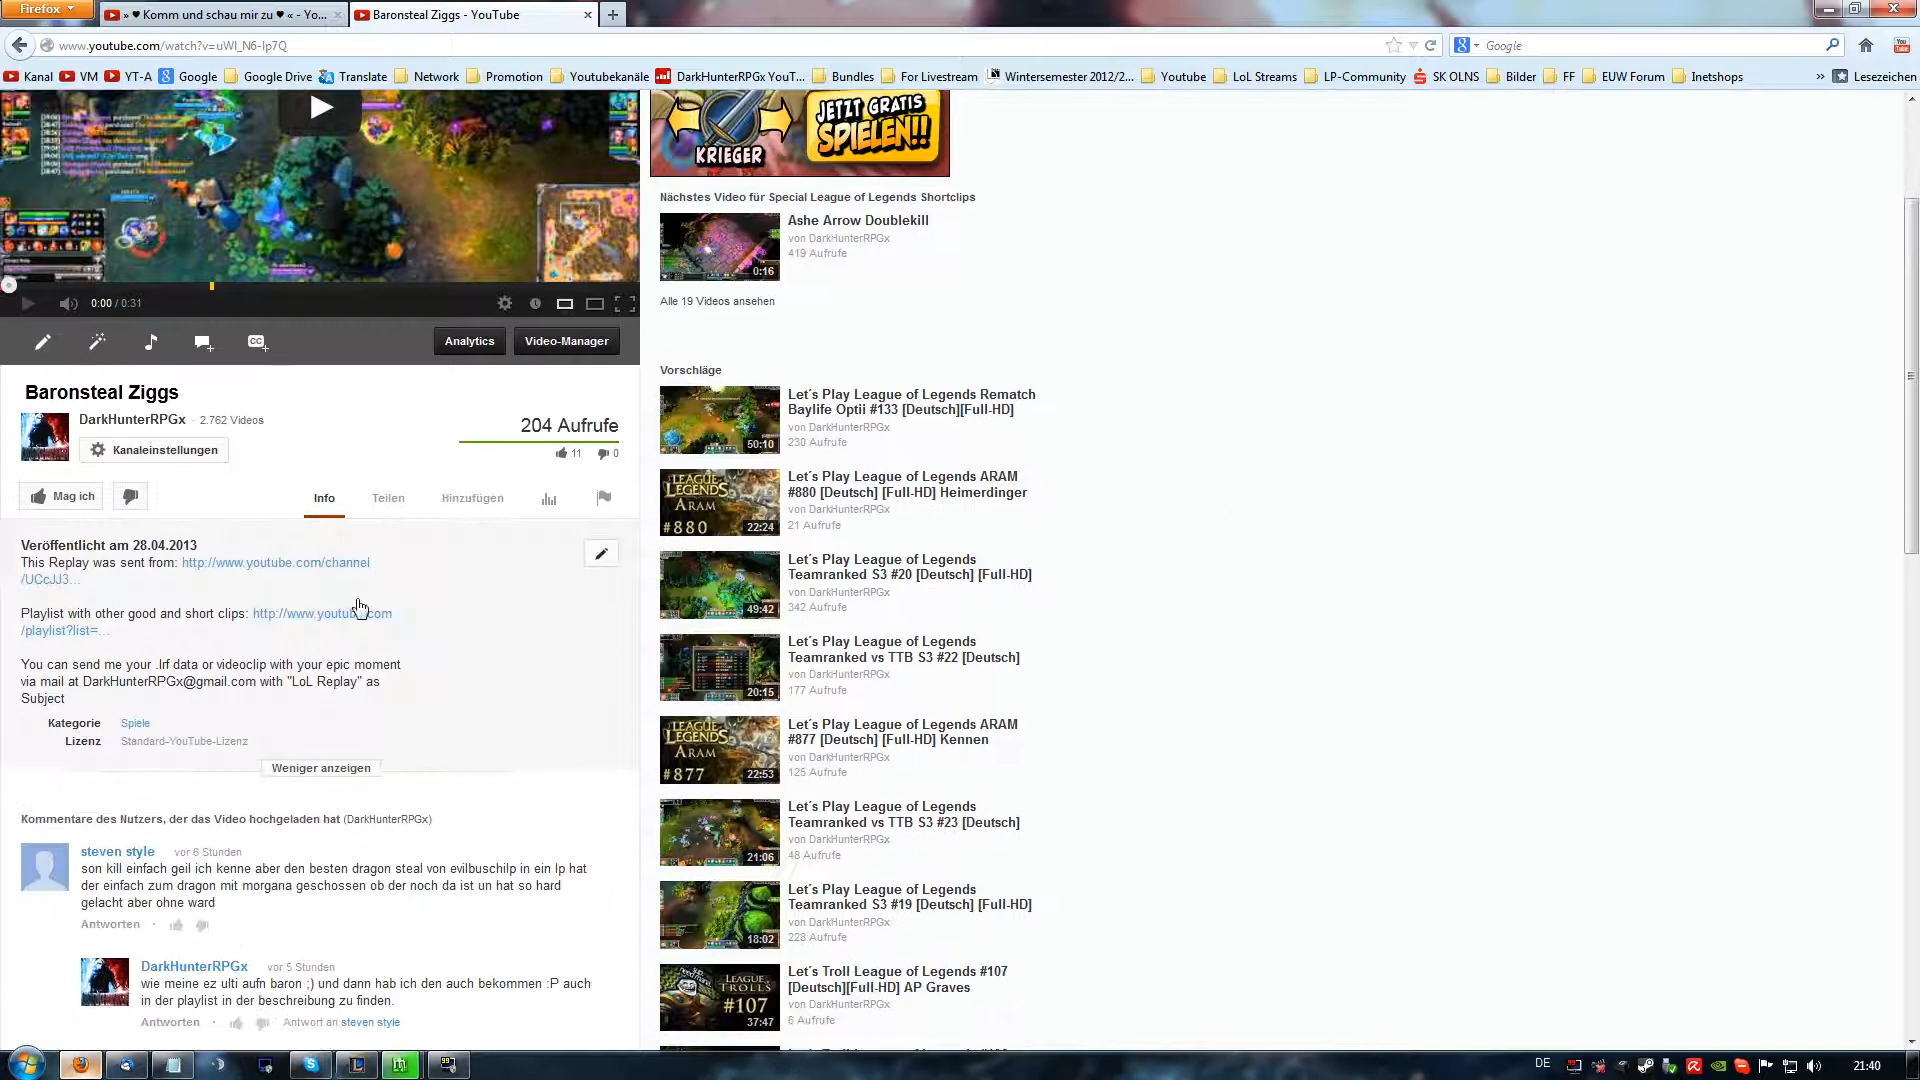 Firefox
» ♥ Komm und schau mir zu ♥ « - Yo...
Baronsteal Ziggs - YouTube
www.youtube.com/watch?v=uWl_N6-Ip7Q
Google
Kanal
VM
YT-A
Google
Google Drive
Translate
Network
Promotion
Youtubekanäle
DarkHunterRPGx YouT...
Bundles
For Livestream
Wintersemester 2012/2...
Youtube
LoL Streams
LP-Community
SK OLNS
Bilder
FF
EUW Forum
Inetshops
»
Lesezeichen
KRIEGER
JETZT GRATIS
SPIELEN!!
0:00 / 0:31
Analytics
Video-Manager
Baronsteal Ziggs
DarkHunterRPGx · 2.762 Videos
Kanaleinstellungen
204 Aufrufe
11
0
Mag ich
Info
Teilen
Hinzufügen
Veröffentlicht am 28.04.2013
This Replay was sent from: http://www.youtube.com/channel
/UCcJJ3...
Playlist with other good and short clips: http://www.youtube.com
/playlist?list=...
You can send me your .lrf data or videoclip with your epic moment
via mail at DarkHunterRPGx@gmail.com with "LoL Replay" as
Subject
Kategorie Spiele
Lizenz Standard-YouTube-Lizenz
Weniger anzeigen
Kommentare des Nutzers, der das Video hochgeladen hat (DarkHunterRPGx)
steven style vor 6 Stunden
son kill einfach geil ich kenne aber den besten dragon steal von evilbuschilp in ein lp hat
der einfach zum dragon mit morgana geschossen ob der noch da ist un hat so hard
gelacht aber ohne ward
Antworten ·
DarkHunterRPGx vor 5 Stunden
wie meine ez ulti aufn baron ;) und dann hab ich den auch bekommen :P auch
in der playlist in der beschreibung zu finden.
Antworten · Antwort an steven style
Nächstes Video für Special League of Legends Shortclips
Ashe Arrow Doublekill
von DarkHunterRPGx
419 Aufrufe
0:16
Alle 19 Videos ansehen
Vorschläge
Let´s Play League of Legends Rematch
Baylife Optii #133 [Deutsch][Full-HD]
von DarkHunterRPGx
230 Aufrufe
50:10
Let´s Play League of Legends ARAM
#880 [Deutsch] [Full-HD] Heimerdinger
von DarkHunterRPGx
21 Aufrufe
LEAGUE
LEGENDS
ARAM
#880
22:24
Let´s Play League of Legends
Teamranked S3 #20 [Deutsch] [Full-HD]
von DarkHunterRPGx
342 Aufrufe
49:42
Let´s Play League of Legends
Teamranked vs TTB S3 #22 [Deutsch]
von DarkHunterRPGx
177 Aufrufe
20:15
Let´s Play League of Legends ARAM
#877 [Deutsch] [Full-HD] Kennen
von DarkHunterRPGx
125 Aufrufe
LEAGUE
LEGENDS
ARAM
#877
22:53
Let´s Play League of Legends
Teamranked vs TTB S3 #23 [Deutsch]
von DarkHunterRPGx
48 Aufrufe
21:06
Let´s Play League of Legends
Teamranked S3 #19 [Deutsch] [Full-HD]
von DarkHunterRPGx
228 Aufrufe
18:02
Let´s Troll League of Legends #107
[Deutsch][Full-HD] AP Graves
von DarkHunterRPGx
6 Aufrufe
LEAGUE
TROLLS
#107
37:47
DE
21:40